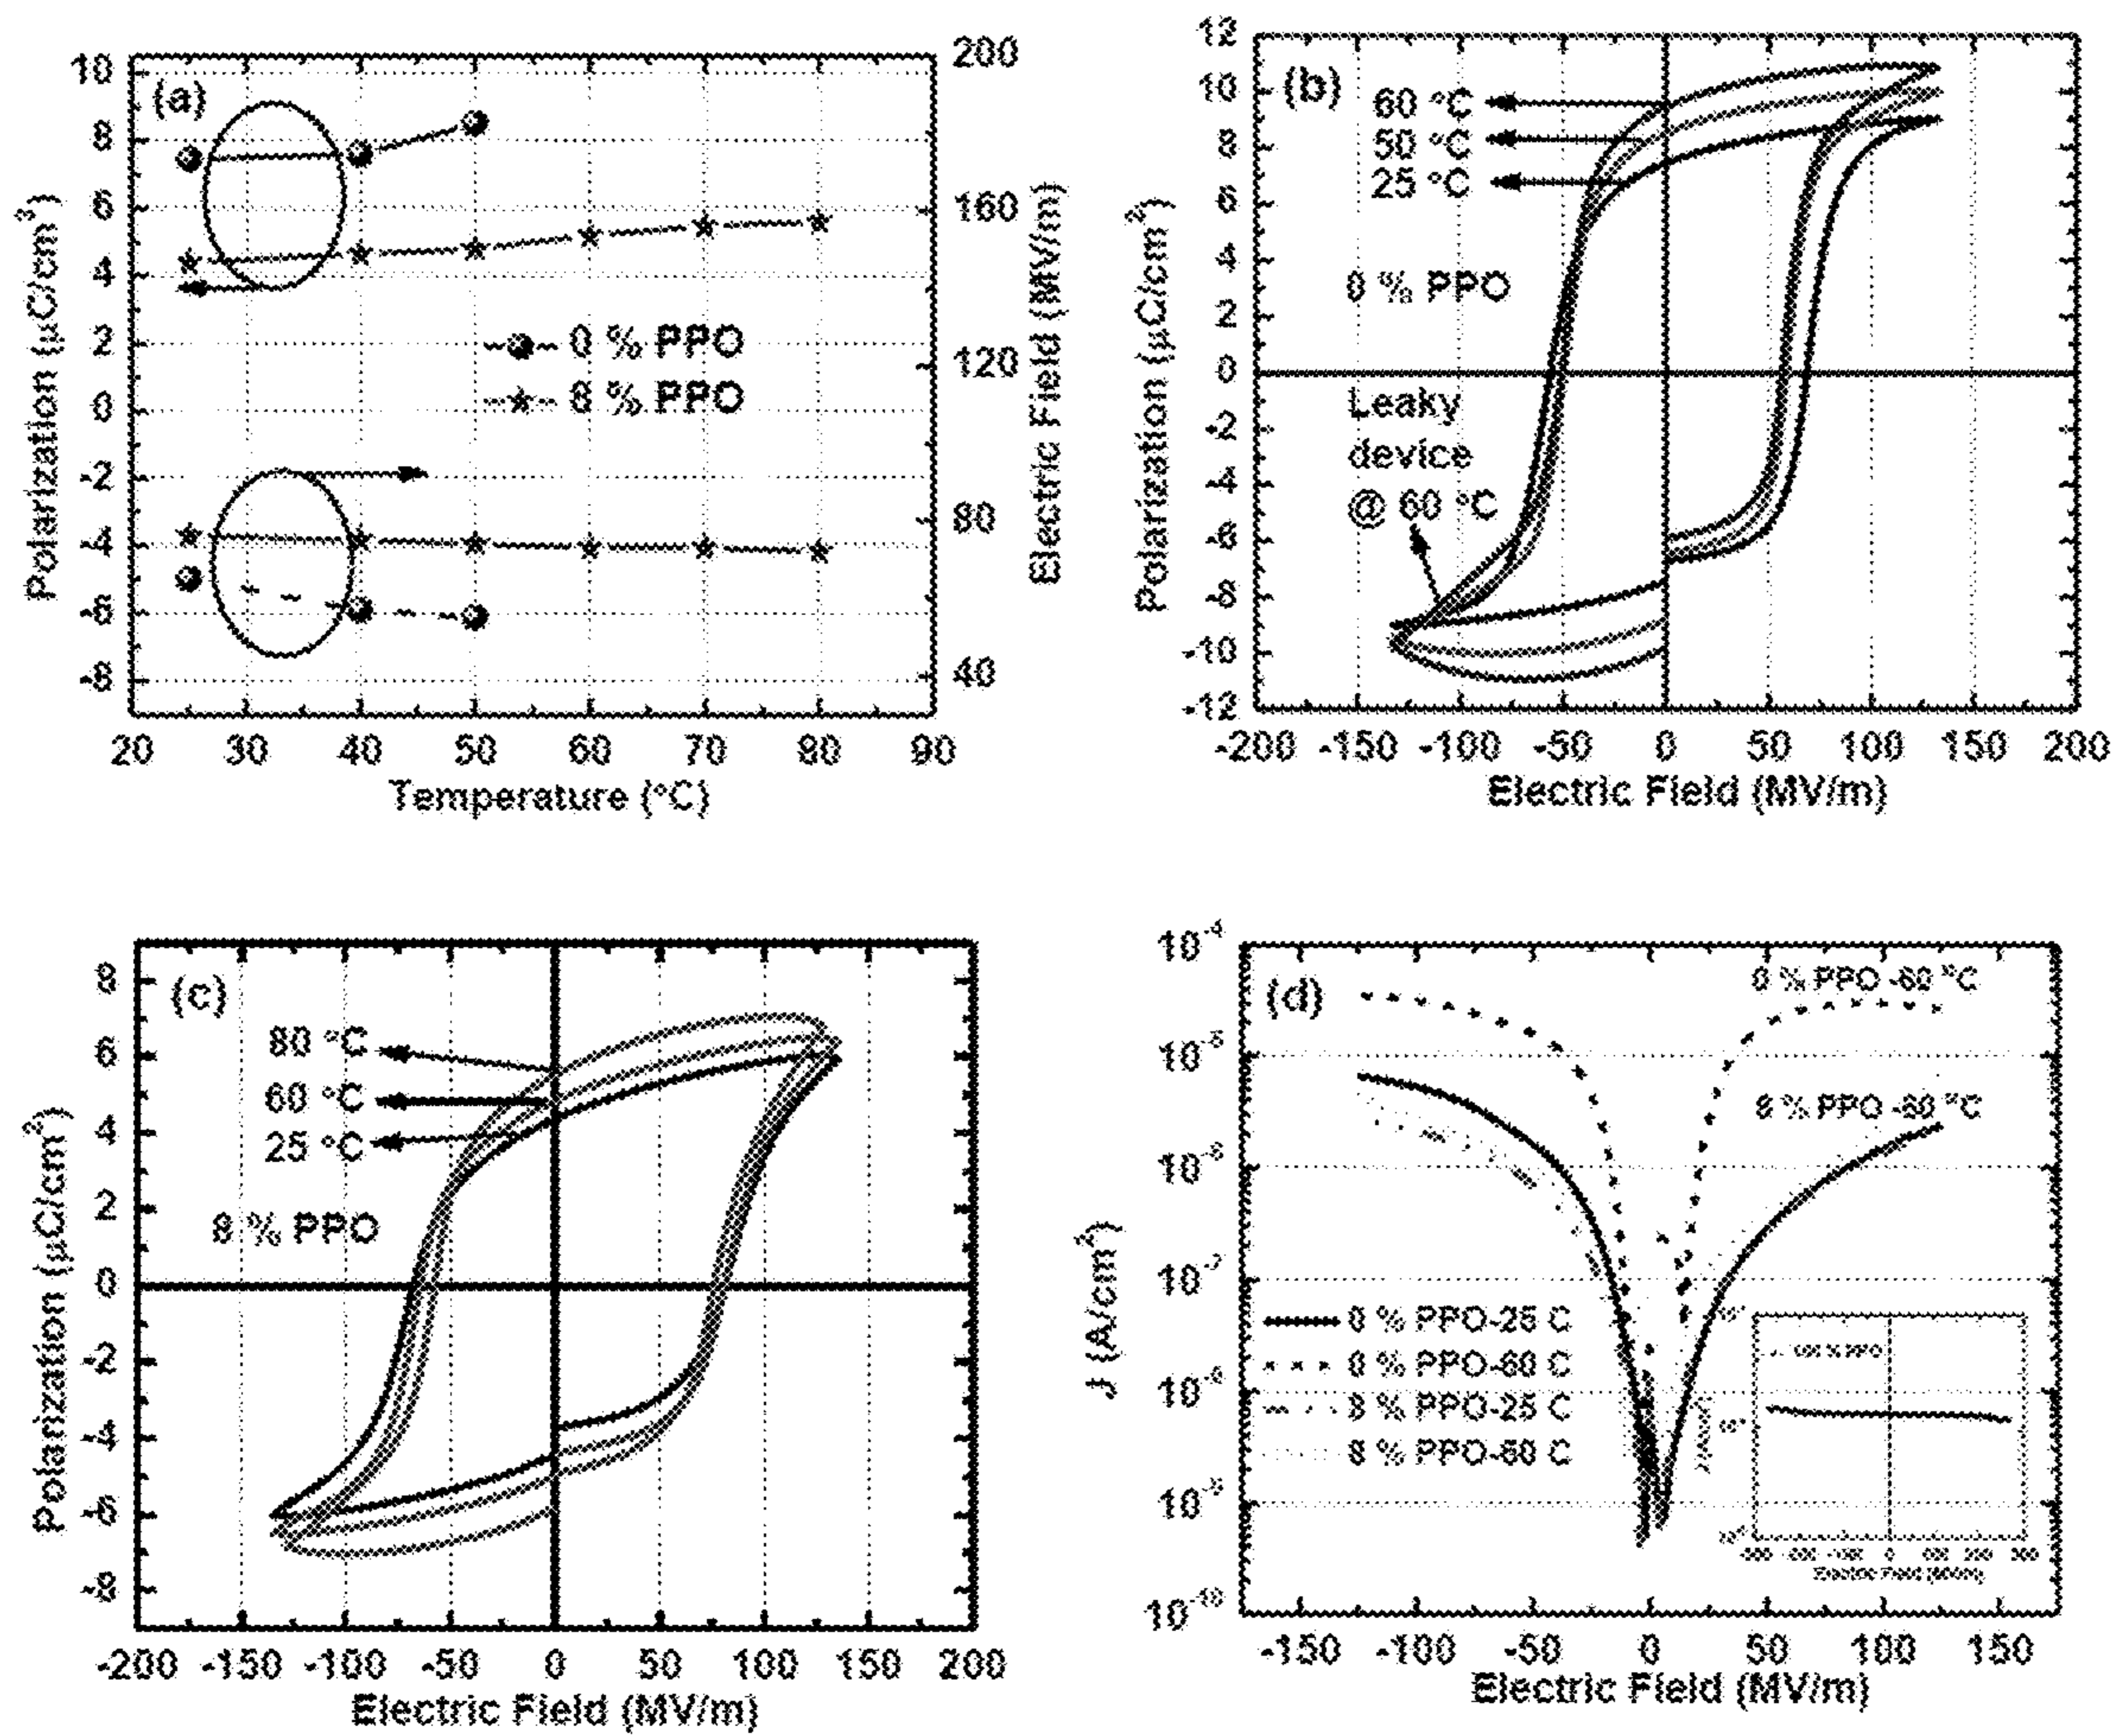 (a)
10
8
6
4
2
0
-2
-4
-6
-8
200
160
120
80
40
0 % PPO
8 % PPO
20 30 40 50 60 70 80 90
Temperature (°C)
Polarization (µC/cm³)
Electric Field (MV/m)
(b)
12
10
8
6
4
2
0
-2
-4
-6
-8
-10
-12
60 °C
50 °C
25 °C
0 % PPO
Leaky
device
@ 60 °C
-200 -150 -100 -50 0 50 100 150 200
Electric Field (MV/m)
Polarization (µC/cm²)
(c)
8
6
4
2
0
-2
-4
-6
-8
80 °C
60 °C
25 °C
8 % PPO
-200 -150 -100 -50 0 50 100 150 200
Electric Field (MV/m)
Polarization (µC/cm²)
(d)
10-4
10-5
10-6
10-7
10-8
10-9
10-10
0 % PPO -60 °C
8 % PPO -60 °C
0 % PPO-25 C
0 % PPO-60 C
8 % PPO-25 C
8 % PPO-60 C
-150 -100 -50 0 50 100 150
Electric Field (MV/m)
J (A/cm²)